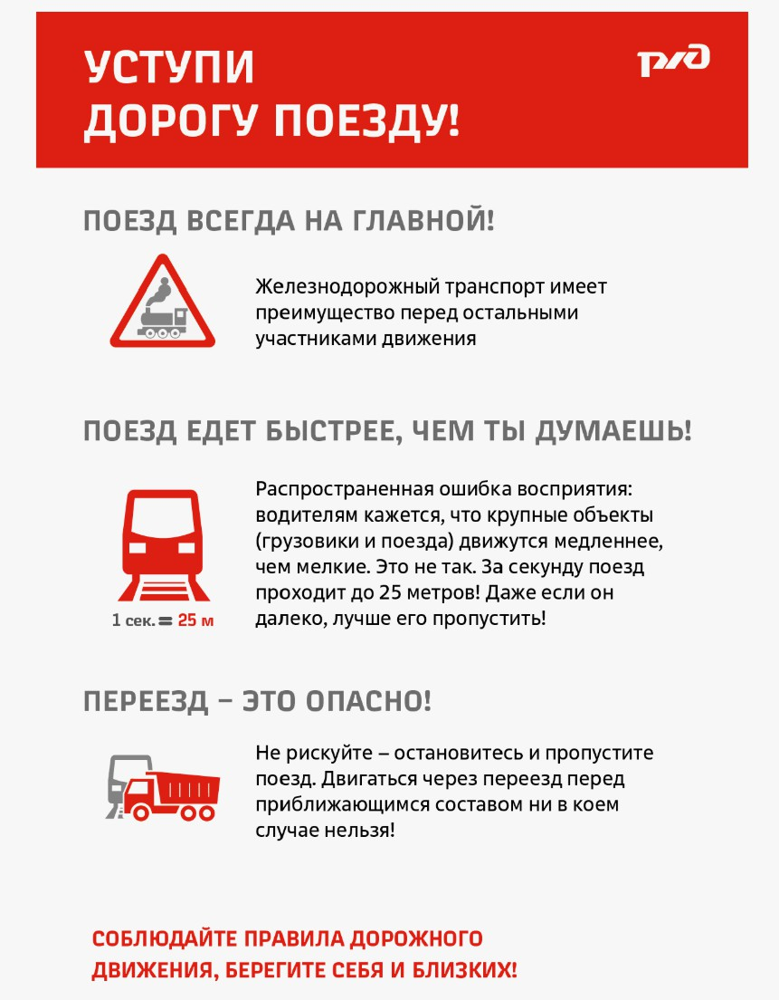 УСТУПИ
ДОРОГУ ПОЕЗДУ!
РЖД
ПОЕЗД ВСЕГДА НА ГЛАВНОЙ!
Железнодорожный транспорт имеет
преимущество перед остальными
участниками движения
ПОЕЗД ЕДЕТ БЫСТРЕЕ, ЧЕМ ТЫ ДУМАЕШЬ!
Распространенная ошибка восприятия:
водителям кажется, что крупные объекты
(грузовики и поезда) движутся медленнее,
чем мелкие. Это не так. За секунду поезд
проходит до 25 метров! Даже если он
далеко, лучше его пропустить!
1 сек. = 25 м
ПЕРЕЕЗД – ЭТО ОПАСНО!
Не рискуйте – остановитесь и пропустите
поезд. Двигаться через переезд перед
приближающимся составом ни в коем
случае нельзя!
СОБЛЮДАЙТЕ ПРАВИЛА ДОРОЖНОГО
ДВИЖЕНИЯ, БЕРЕГИТЕ СЕБЯ И БЛИЗКИХ!